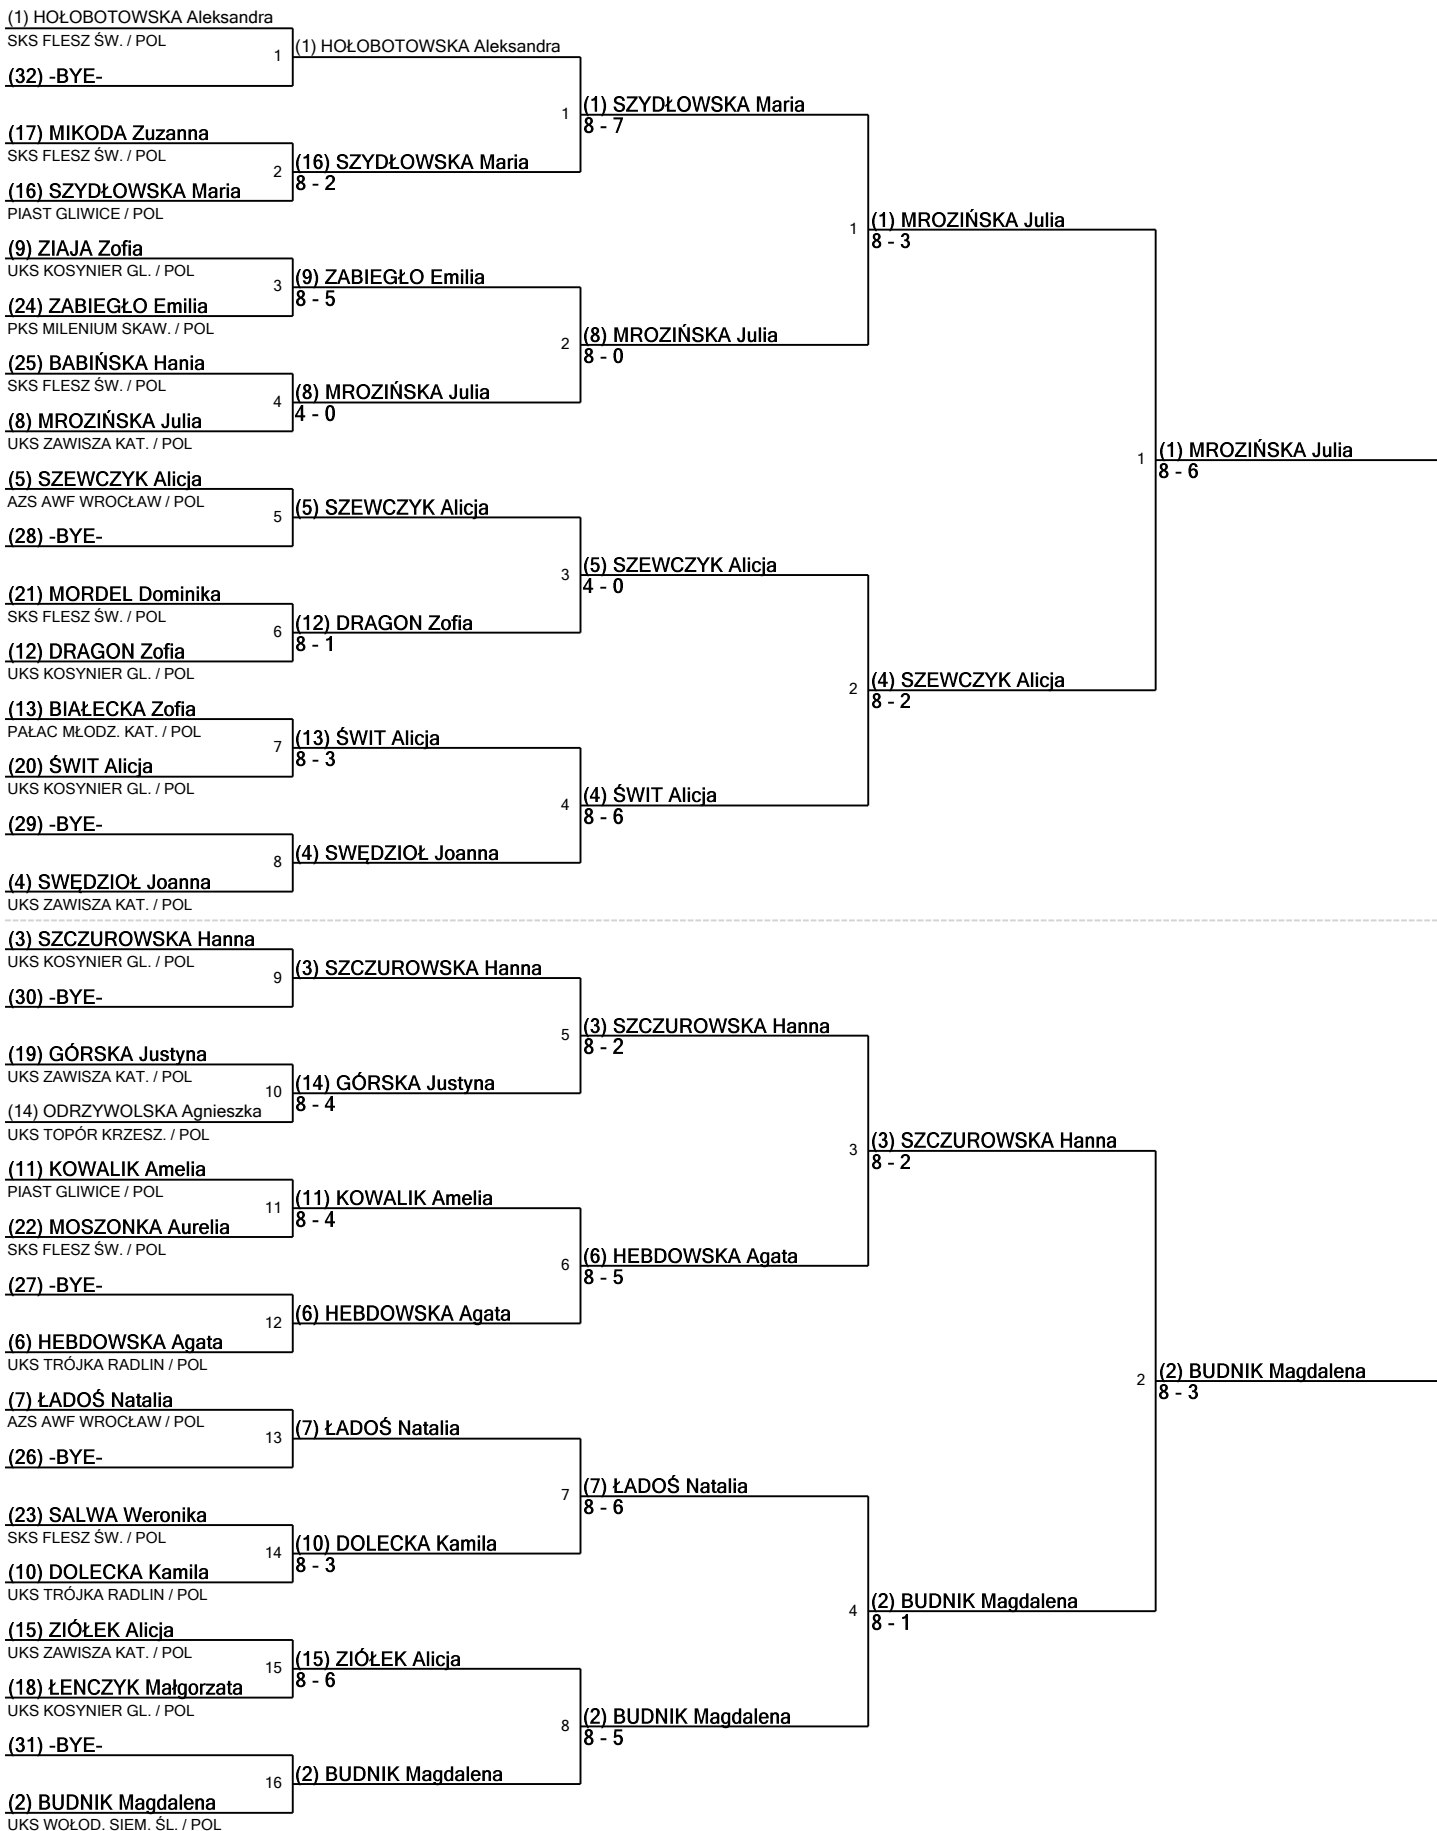 (1) HOŁOBOTOWSKA Aleksandra
SKS FLESZ ŚW. / POL
1
(32) -BYE-
(1) HOŁOBOTOWSKA Aleksandra
(17) MIKODA Zuzanna
SKS FLESZ ŚW. / POL
2
(16) SZYDŁOWSKA Maria
PIAST GLIWICE / POL
(16) SZYDŁOWSKA Maria
8 - 2
1
(1) SZYDŁOWSKA Maria
8 - 7
(9) ZIAJA Zofia
UKS KOSYNIER GL. / POL
3
(24) ZABIEGŁO Emilia
PKS MILENIUM SKAW. / POL
(9) ZABIEGŁO Emilia
8 - 5
(25) BABIŃSKA Hania
SKS FLESZ ŚW. / POL
4
(8) MROZIŃSKA Julia
UKS ZAWISZA KAT. / POL
(8) MROZIŃSKA Julia
4 - 0
2
(8) MROZIŃSKA Julia
8 - 0
1
(1) MROZIŃSKA Julia
8 - 3
(5) SZEWCZYK Alicja
AZS AWF WROCŁAW / POL
5
(28) -BYE-
(5) SZEWCZYK Alicja
(21) MORDEL Dominika
SKS FLESZ ŚW. / POL
6
(12) DRAGON Zofia
UKS KOSYNIER GL. / POL
(12) DRAGON Zofia
8 - 1
3
(5) SZEWCZYK Alicja
4 - 0
(13) BIAŁECKA Zofia
PAŁAC MŁODZ. KAT. / POL
7
(20) ŚWIT Alicja
UKS KOSYNIER GL. / POL
(13) ŚWIT Alicja
8 - 3
(29) -BYE-
8
(4) SWĘDZIOŁ Joanna
UKS ZAWISZA KAT. / POL
(4) SWĘDZIOŁ Joanna
4
(4) ŚWIT Alicja
8 - 6
2
(4) SZEWCZYK Alicja
8 - 2
1
(1) MROZIŃSKA Julia
8 - 6
(3) SZCZUROWSKA Hanna
UKS KOSYNIER GL. / POL
9
(30) -BYE-
(3) SZCZUROWSKA Hanna
(19) GÓRSKA Justyna
UKS ZAWISZA KAT. / POL
10
(14) ODRZYWOLSKA Agnieszka
UKS TOPÓR KRZESZ. / POL
(14) GÓRSKA Justyna
8 - 4
5
(3) SZCZUROWSKA Hanna
8 - 2
(11) KOWALIK Amelia
PIAST GLIWICE / POL
11
(22) MOSZONKA Aurelia
SKS FLESZ ŚW. / POL
(11) KOWALIK Amelia
8 - 4
(27) -BYE-
12
(6) HEBDOWSKA Agata
UKS TRÓJKA RADLIN / POL
(6) HEBDOWSKA Agata
6
(6) HEBDOWSKA Agata
8 - 5
3
(3) SZCZUROWSKA Hanna
8 - 2
(7) ŁADOŚ Natalia
AZS AWF WROCŁAW / POL
13
(26) -BYE-
(7) ŁADOŚ Natalia
(23) SALWA Weronika
SKS FLESZ ŚW. / POL
14
(10) DOLECKA Kamila
UKS TRÓJKA RADLIN / POL
(10) DOLECKA Kamila
8 - 3
7
(7) ŁADOŚ Natalia
8 - 6
(15) ZIÓŁEK Alicja
UKS ZAWISZA KAT. / POL
15
(18) ŁENCZYK Małgorzata
UKS KOSYNIER GL. / POL
(15) ZIÓŁEK Alicja
8 - 6
(31) -BYE-
16
(2) BUDNIK Magdalena
UKS WOŁOD. SIEM. ŚL. / POL
(2) BUDNIK Magdalena
8
(2) BUDNIK Magdalena
8 - 5
4
(2) BUDNIK Magdalena
8 - 1
2
(2) BUDNIK Magdalena
8 - 3